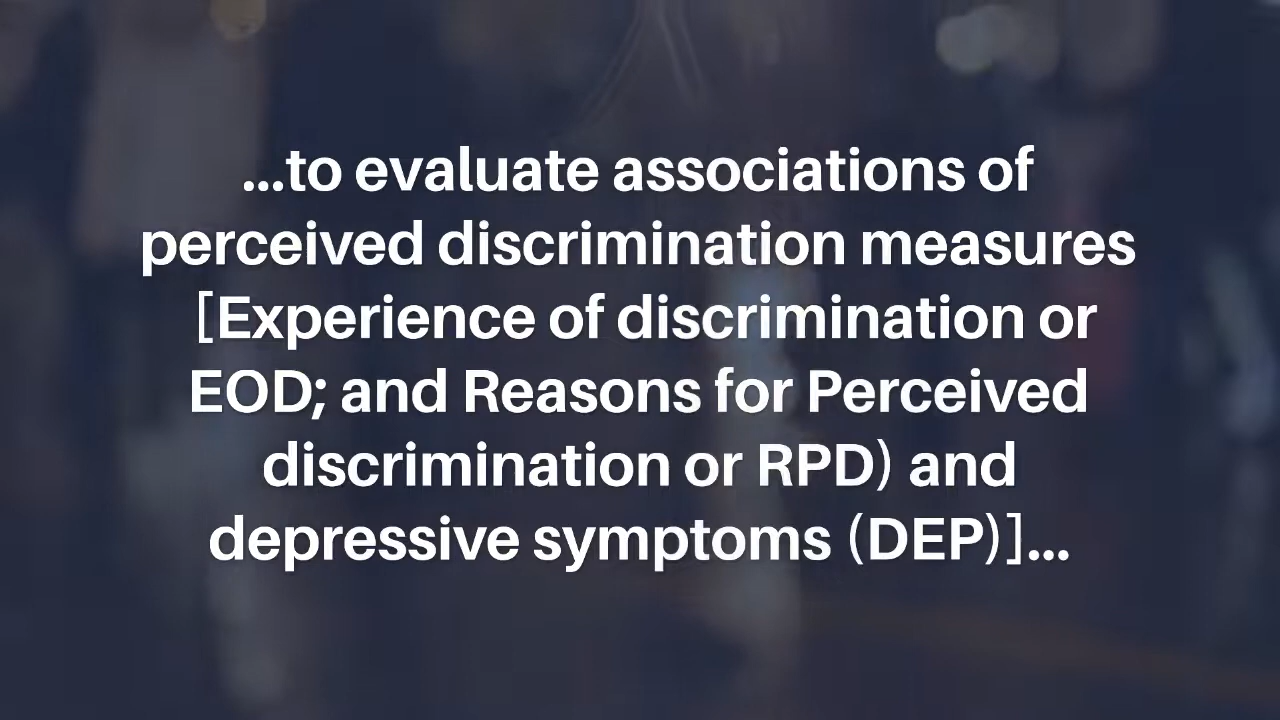 ...to evaluate associations of
perceived discrimination measures
[Experience of discrimination or
EOD; and Reasons for Perceived
discrimination or RPD) and
depressive symptoms (DEP)]...